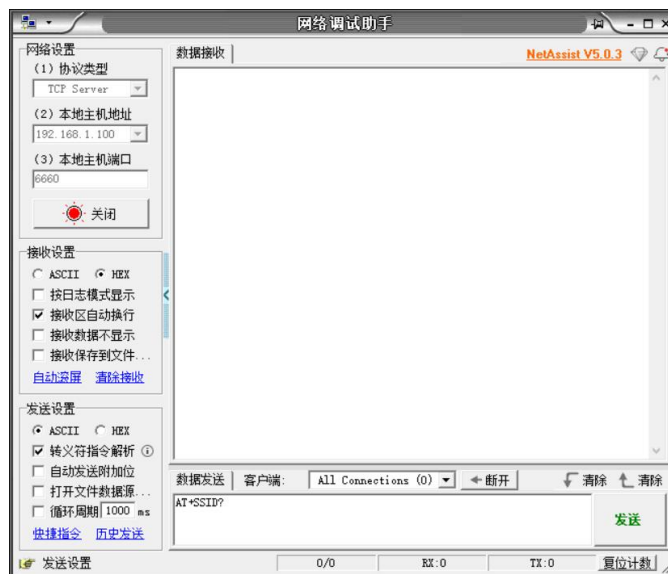 网络调试助手
网络设置
(1) 协议类型
TCP Server
(2) 本地主机地址
192.168.1.100
(3) 本地主机端口
6660
关闭
接收设置
ASCII HEX
按日志模式显示
接收区自动换行
接收数据不显示
接收保存到文件...
自动滚屏 清除接收
发送设置
ASCII HEX
转义符指令解析
自动发送附加位
打开文件数据源...
循环周期 1000 ms
快捷指令 历史发送
数据接收
NetAssist V5.0.3
数据发送 客户端: All Connections (0) 断开 清除 清除
AT+SSID?
发送
发送设置 0/0 RX:0 TX:0 复位计数